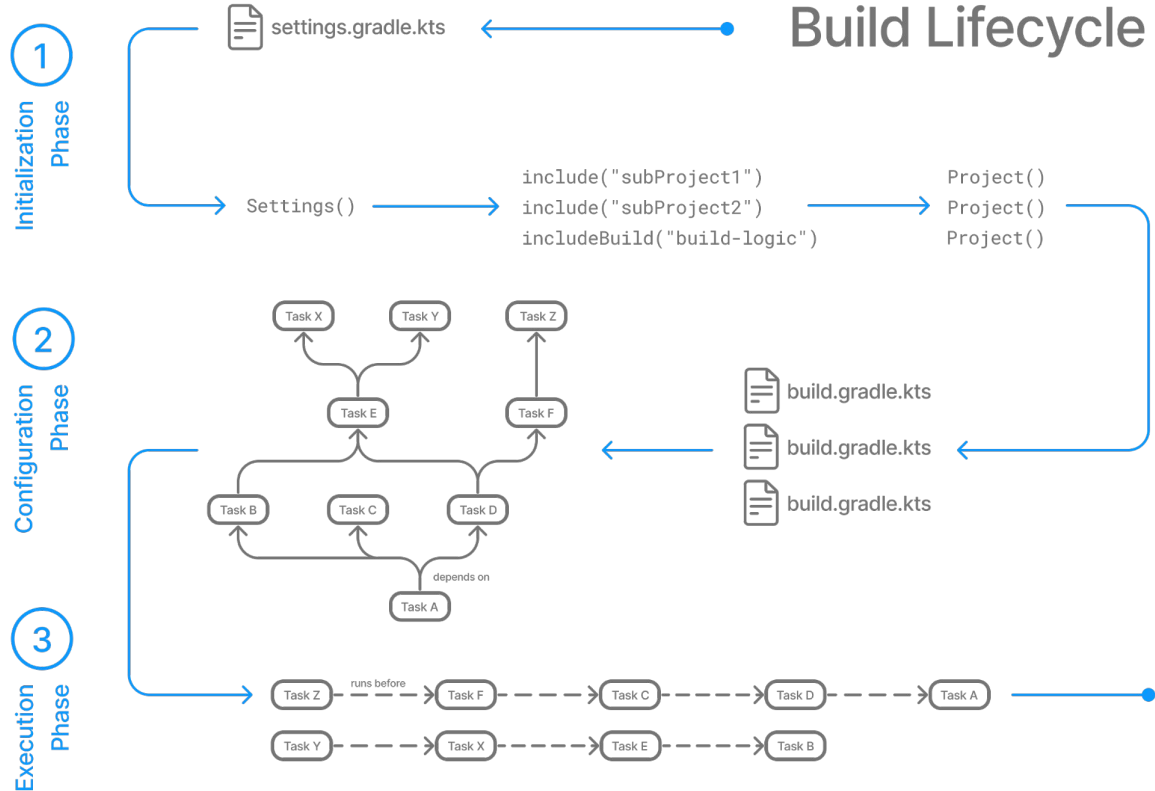 Build Lifecycle
1
Initialization
Phase
settings.gradle.kts
Settings()
include("subProject1")
include("subProject2")
includeBuild("build-logic")
Project()
Project()
Project()
2
Configuration
Phase
build.gradle.kts
build.gradle.kts
build.gradle.kts
Task X
Task Y
Task Z
Task E
Task F
Task B
Task C
Task D
depends on
Task A
3
Execution
Phase
Task Z
runs before
Task F
Task C
Task D
Task A
Task Y
Task X
Task E
Task B